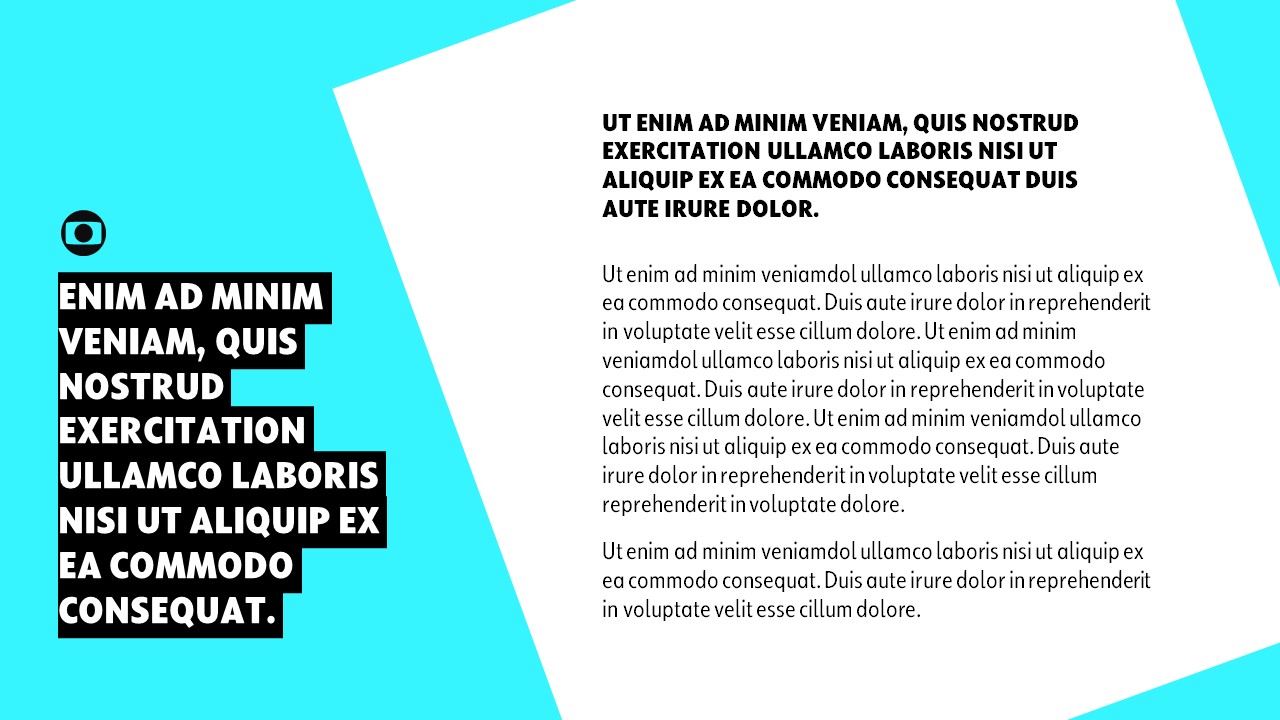 ENIM AD MINIM
VENIAM, QUIS
NOSTRUD
EXERCITATION
ULLAMCO LABORIS
NISI UT ALIQUIP EX
EA COMMODO
CONSEQUAT.
UT ENIM AD MINIM VENIAM, QUIS NOSTRUD
EXERCITATION ULLAMCO LABORIS NISI UT
ALIQUIP EX EA COMMODO CONSEQUAT DUIS
AUTE IRURE DOLOR.
Ut enim ad minim veniamdol ullamco laboris nisi ut aliquip ex
ea commodo consequat. Duis aute irure dolor in reprehenderit
in voluptate velit esse cillum dolore. Ut enim ad minim
veniamdol ullamco laboris nisi ut aliquip ex ea commodo
consequat. Duis aute irure dolor in reprehenderit in voluptate
velit esse cillum dolore. Ut enim ad minim veniamdol ullamco
laboris nisi ut aliquip ex ea commodo consequat. Duis aute
irure dolor in reprehenderit in voluptate velit esse cillum
reprehenderit in voluptate dolore.
Ut enim ad minim veniamdol ullamco laboris nisi ut aliquip ex
ea commodo consequat. Duis aute irure dolor in reprehenderit
in voluptate velit esse cillum dolore.